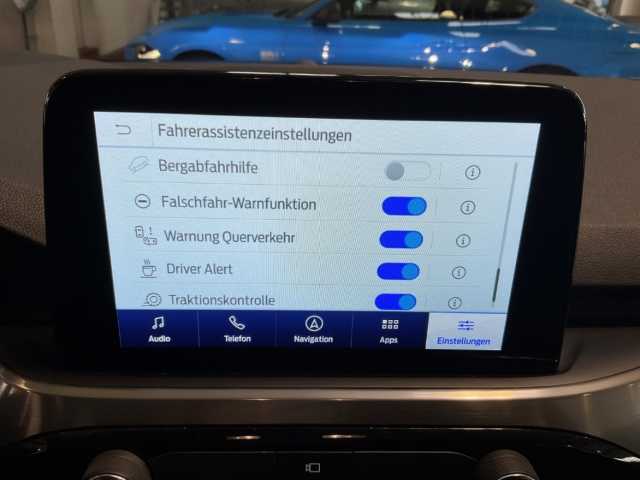 Fahrerassistenzeinstellungen
Bergabfahrhilfe
Falschfahr-Warnfunktion
Warnung Querverkehr
Driver Alert
Traktionskontrolle
Audio
Telefon
Navigation
Apps
Einstellungen